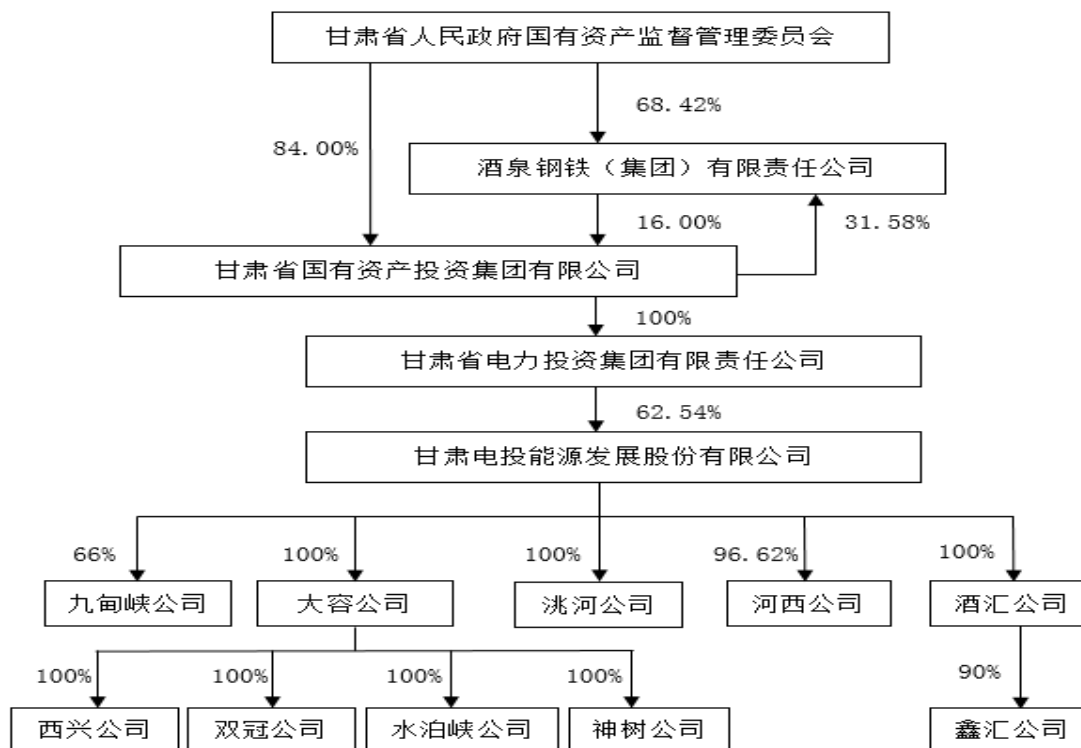 甘肃省人民政府国有资产监督管理委员会
68.42%
84.00%
酒泉钢铁（集团）有限责任公司
16.00%
31.58%
甘肃省国有资产投资集团有限公司
100%
甘肃省电力投资集团有限责任公司
62.54%
甘肃电投能源发展股份有限公司
66%
100%
100%
96.62%
100%
九甸峡公司
大容公司
洮河公司
河西公司
酒汇公司
100%
100%
100%
100%
90%
西兴公司
双冠公司
水泊峡公司
神树公司
鑫汇公司